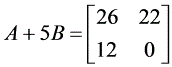 A + 5B = [26 22
12 0]